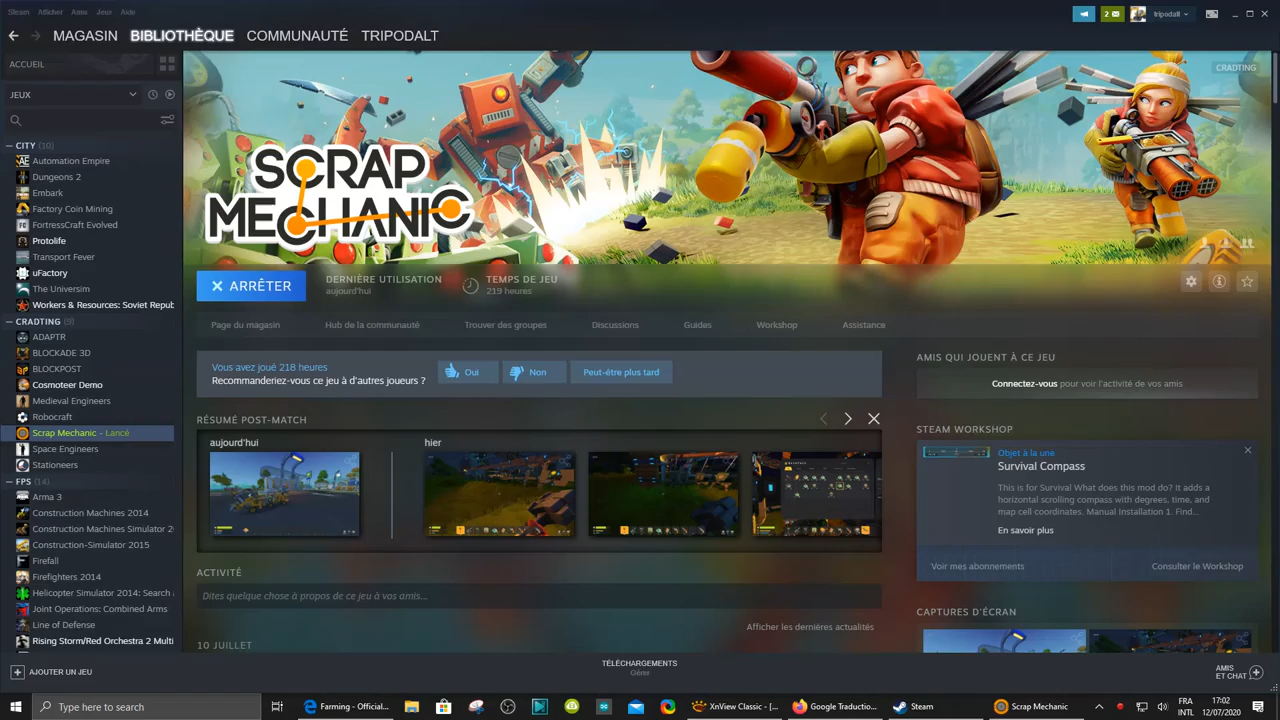 Steam Afficher Amis Jeux Aide
2 tripodalt
MAGASIN BIBLIOTHÈQUE COMMUNAUTÉ TRIPODALT
ACCUEIL
JEUX
CITY (10)
Automation Empire
Dungeons 2
Embark
Factory Coin Mining
FortressCraft Evolved
Protolife
Transport Fever
uFactory
The Universim
Workers & Resources: Soviet Repub
CRADTING (9)
ADAPTR
BLOCKADE 3D
BLOCKPOST
Cosmoteer Demo
Medieval Engineers
Robocraft
Scrap Mechanic - Lancé
Space Engineers
Stationeers
FPS (14)
Arma 3
Construction Machines 2014
Construction Machines Simulator 2
Construction-Simulator 2015
Firefall
Firefighters 2014
Helicopter Simulator 2014: Search a
Joint Operations: Combined Arms
Line of Defense
Rising Storm/Red Orchestra 2 Multi
AJOUTER UN JEU
CRADTING
SCRAP
MECHANIC
ARRÊTER
DERNIÈRE UTILISATION
aujourd'hui
TEMPS DE JEU
219 heures
Page du magasin Hub de la communauté Trouver des groupes Discussions Guides Workshop Assistance
Vous avez joué 218 heures
Recommanderiez-vous ce jeu à d'autres joueurs ?
Oui Non Peut-être plus tard
RÉSUMÉ POST-MATCH
aujourd'hui hier
ACTIVITÉ
Dites quelque chose à propos de ce jeu à vos amis...
Afficher les dernières actualités
10 JUILLET
AMIS QUI JOUENT À CE JEU
Connectez-vous pour voir l'activité de vos amis
STEAM WORKSHOP
Objet à la une
Survival Compass
This is for Survival What does this mod do? It adds a
horizontal scrolling compass with degrees, time, and
map cell coordinates. Manual Installation 1. Find...
En savoir plus
Voir mes abonnements Consulter le Workshop
CAPTURES D'ÉCRAN
TÉLÉCHARGEMENTS
Gérer
AMIS
ET CHAT
Type here to search
Farming - Official...
XnView Classic - [...
Google Traductio...
Steam
Scrap Mechanic
FRA
INTL
17:02
12/07/2020